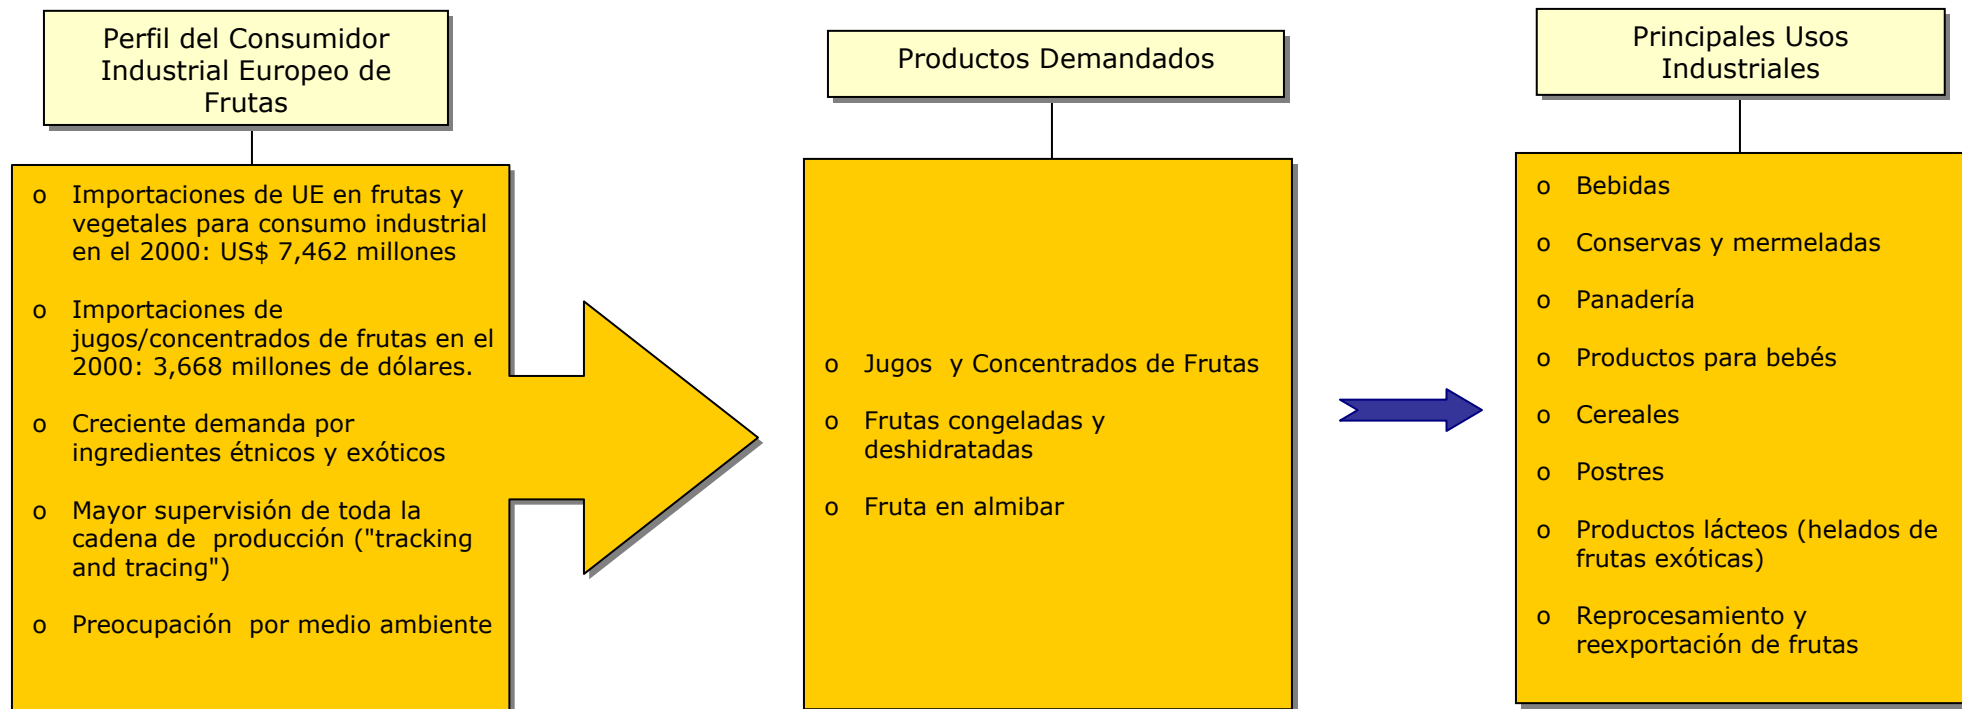 Perfil del Consumidor
Industrial Europeo de
Frutas
o Importaciones de UE en frutas y
vegetales para consumo industrial
en el 2000: US$ 7,462 millones
o Importaciones de
jugos/concentrados de frutas en el
2000: 3,668 millones de dólares.
o Creciente demanda por
ingredientes étnicos y exóticos
o Mayor supervisión de toda la
cadena de  producción ("tracking
and tracing")
o Preocupación  por medio ambiente
Productos Demandados
o Jugos  y Concentrados de Frutas
o Frutas congeladas y
deshidratadas
o Fruta en almibar
Principales Usos
Industriales
o Bebidas
o Conservas y mermeladas
o Panadería
o Productos para bebés
o Cereales
o Postres
o Productos lácteos (helados de
frutas exóticas)
o Reprocesamiento y
reexportación de frutas